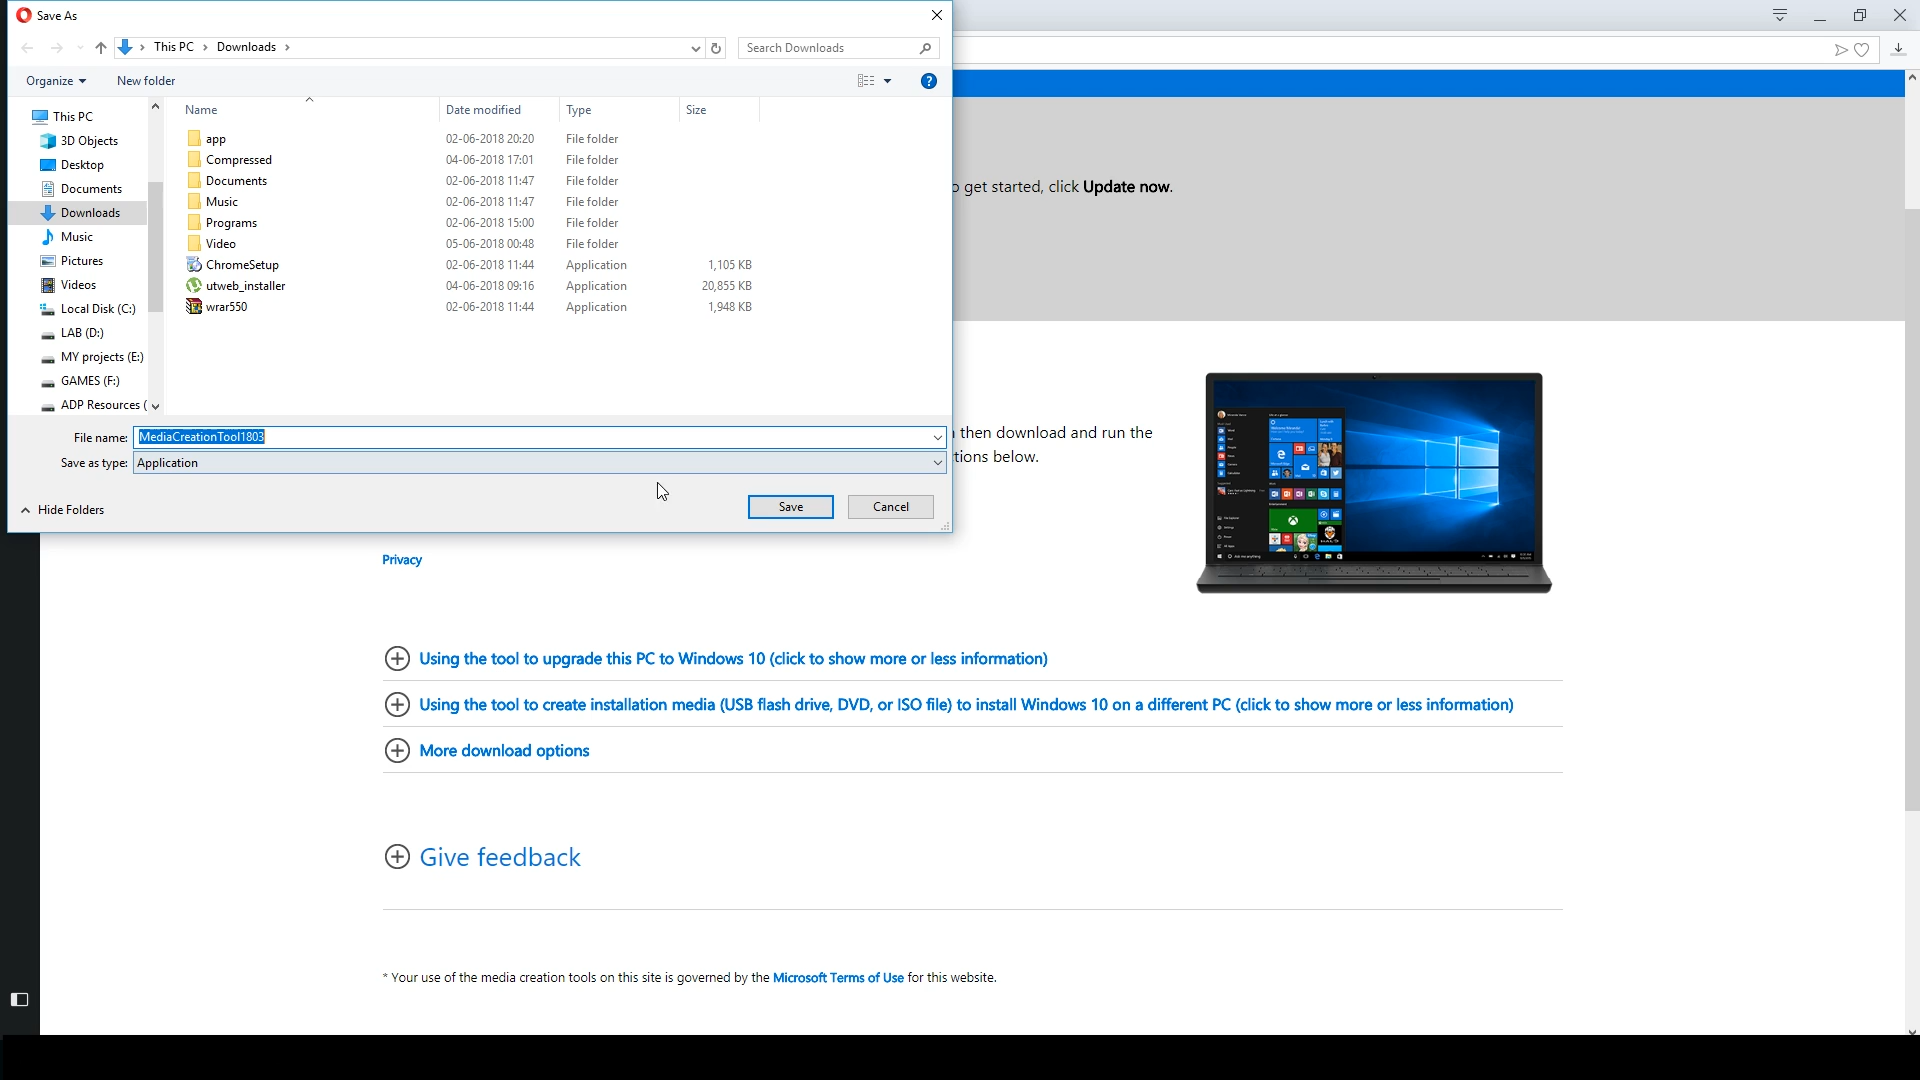 Save As
This PC
Downloads
Search Downloads
Organize
New folder
This PC
3D Objects
Desktop
Documents
Downloads
Music
Pictures
Videos
Local Disk (C:)
LAB (D:)
MY projects (E:)
GAMES (F:)
ADP Resources (
Name Date modified Type Size
app 02-06-2018 20:20 File folder
Compressed 04-06-2018 17:01 File folder
Documents 02-06-2018 11:47 File folder
Music 02-06-2018 11:47 File folder
Programs 02-06-2018 15:00 File folder
Video 05-06-2018 00:48 File folder
ChromeSetup 02-06-2018 11:44 Application 1,105 KB
utweb_installer 04-06-2018 09:16 Application 20,855 KB
wrar550 02-06-2018 11:44 Application 1,948 KB
File name: MediaCreationTool1803
Save as type: Application
Hide Folders
Save
Cancel
get started, click Update now.
then download and run the
below.
Privacy
Using the tool to upgrade this PC to Windows 10 (click to show more or less information)
Using the tool to create installation media (USB flash drive, DVD, or ISO file) to install Windows 10 on a different PC (click to show more or less information)
More download options
Give feedback
* Your use of the media creation tools on this site is governed by the Microsoft Terms of Use for this website.